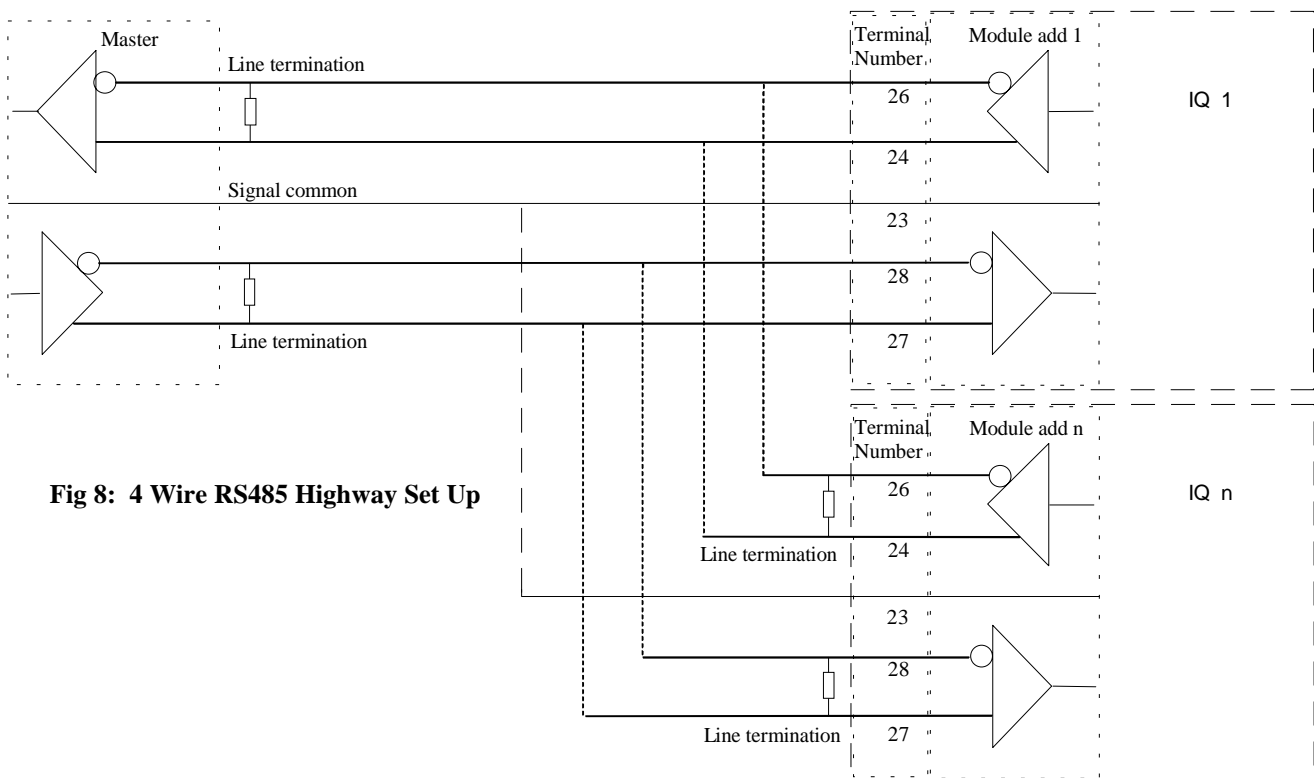 Master
Line termination
Signal common
Line termination
Terminal
Number
Module add 1
26
24
23
28
27
IQ 1
Fig 8: 4 Wire RS485 Highway Set Up
Terminal
Number
Module add n
26
24
Line termination
23
28
27
Line termination
IQ n